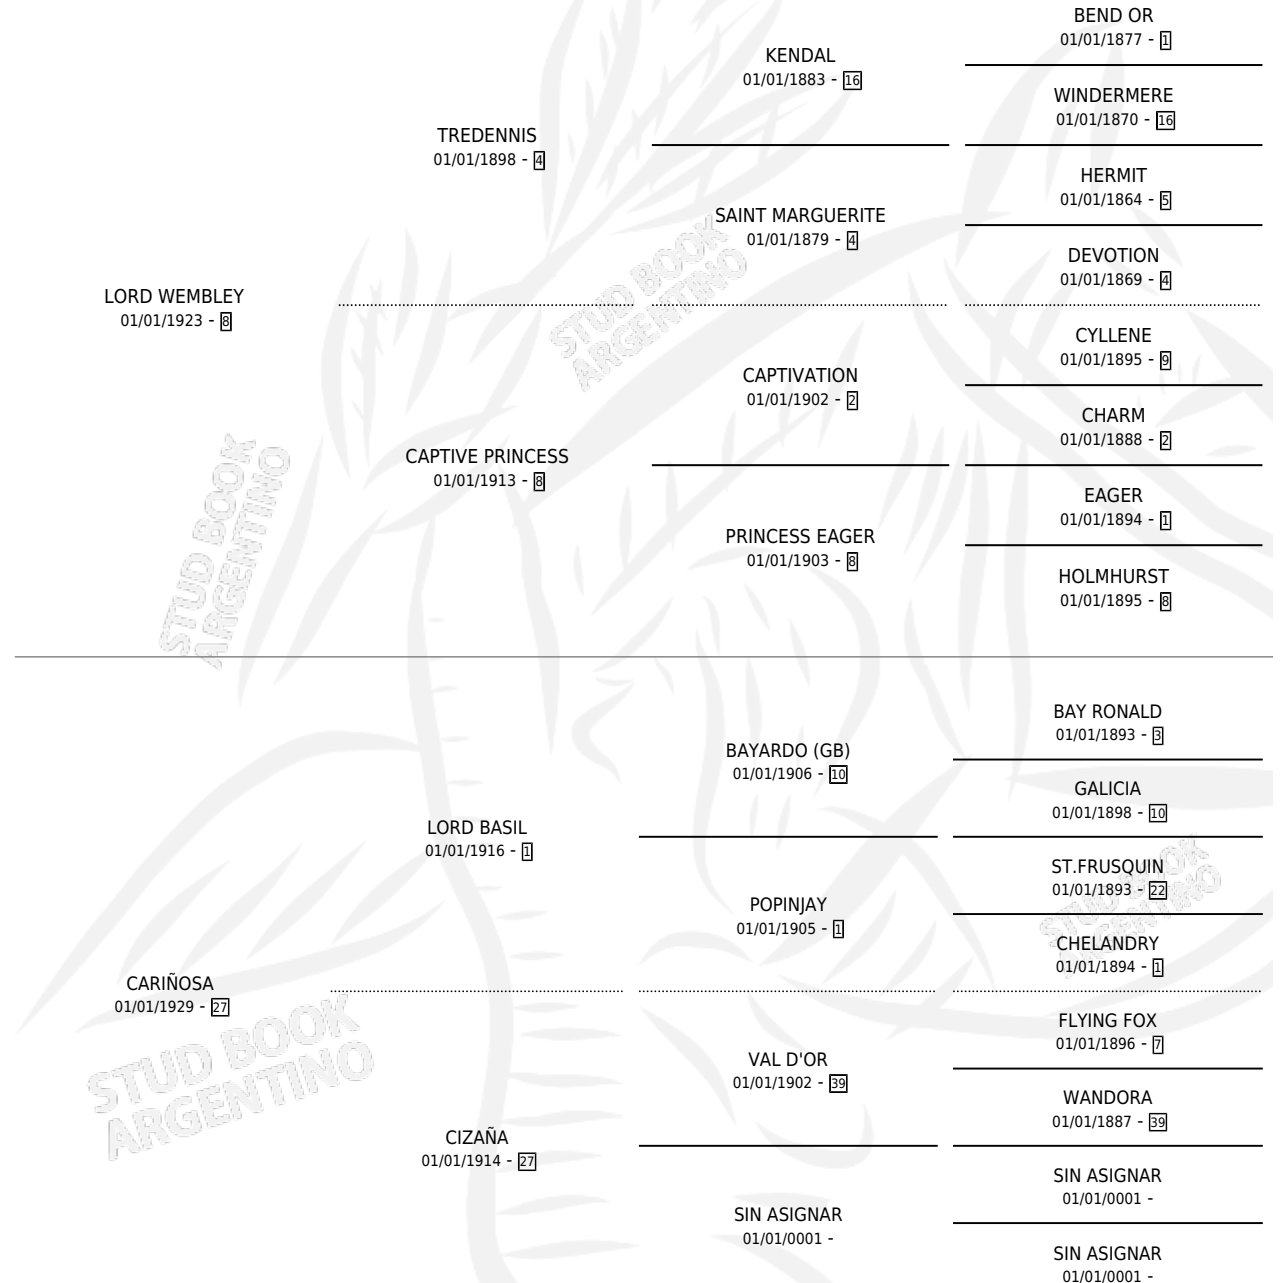 BEND OR
01/01/1877 - 1
KENDAL
01/01/1883 - 16
WINDERMERE
01/01/1870 - 16
TREDENNIS
01/01/1898 - 4
HERMIT
01/01/1864 - 5
SAINT MARGUERITE
01/01/1879 - 4
DEVOTION
01/01/1869 - 4
LORD WEMBLEY
01/01/1923 - 8
CYLLENE
01/01/1895 - 9
CAPTIVATION
01/01/1902 - 2
CHARM
01/01/1888 - 2
CAPTIVE PRINCESS
01/01/1913 - 8
EAGER
01/01/1894 - 1
PRINCESS EAGER
01/01/1903 - 8
HOLMHURST
01/01/1895 - 8
BAY RONALD
01/01/1893 - 3
BAYARDO (GB)
01/01/1906 - 10
GALICIA
01/01/1898 - 10
LORD BASIL
01/01/1916 - 1
ST.FRUSQUIN
01/01/1893 - 22
POPINJAY
01/01/1905 - 1
CHELANDRY
01/01/1894 - 1
CARIÑOSA
01/01/1929 - 27
FLYING FOX
01/01/1896 - 7
VAL D'OR
01/01/1902 - 39
WANDORA
01/01/1887 - 39
CIZAÑA
01/01/1914 - 27
SIN ASIGNAR
01/01/0001 -
SIN ASIGNAR
01/01/0001 -
SIN ASIGNAR
01/01/0001 -
STUD BOOK
ARGENTINO
STUD BOOK
ARGENTINO
STUD BOOK
ARGENTINO
STUD BOOK
ARGENTINO